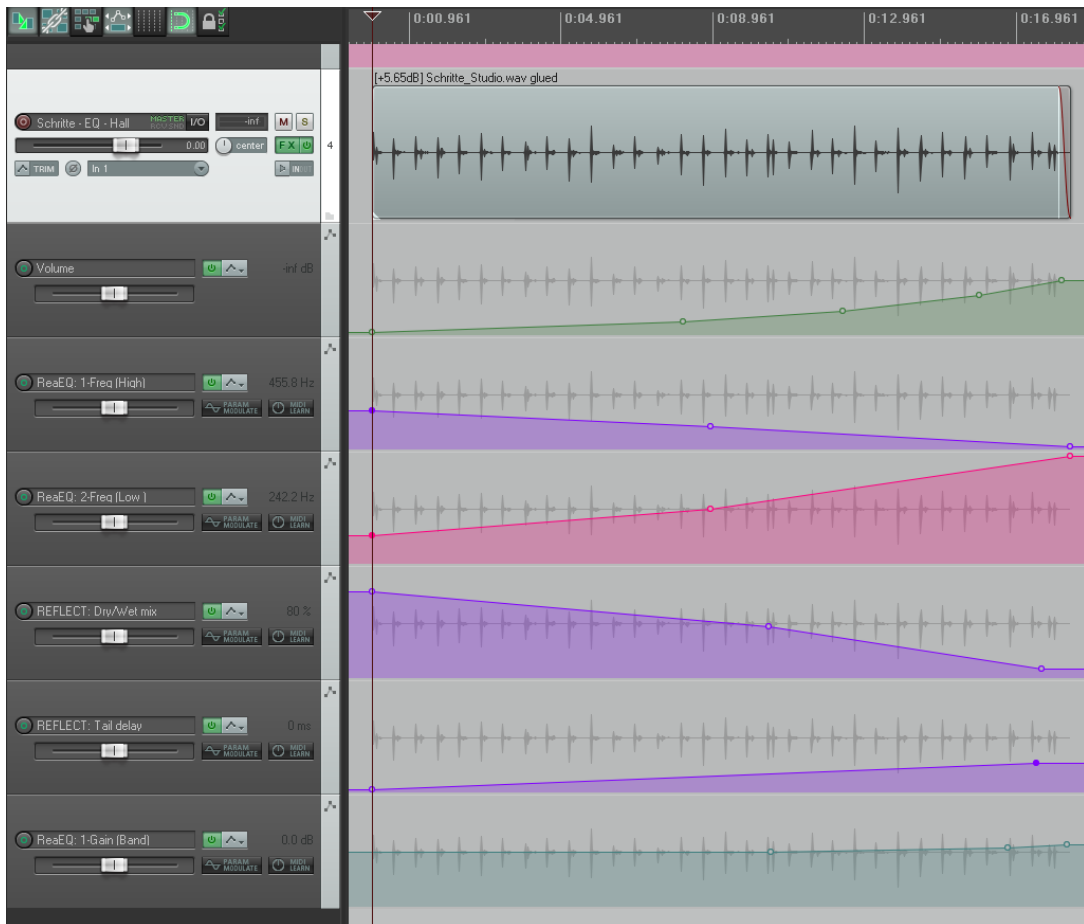 0:00.961 0:04.961 0:08.961 0:12.961 0:16.961
[+5.65dB] Schritte_Studio.wav glued
Schritte - EQ - Hall MASTER I/O -inf M S
0.00 center FX 4
TRIM Ø In 1 IN
Volume -inf dB
ReaEQ: 1-Freq (High) 455.8 Hz
PARAM MODULATE MIDI LEARN
ReaEQ: 2-Freq (Low ) 242.2 Hz
PARAM MODULATE MIDI LEARN
REFLECT: Dry/Wet mix 80 %
PARAM MODULATE MIDI LEARN
REFLECT: Tail delay 0 ms
PARAM MODULATE MIDI LEARN
ReaEQ: 1-Gain (Band) 0.0 dB
PARAM MODULATE MIDI LEARN